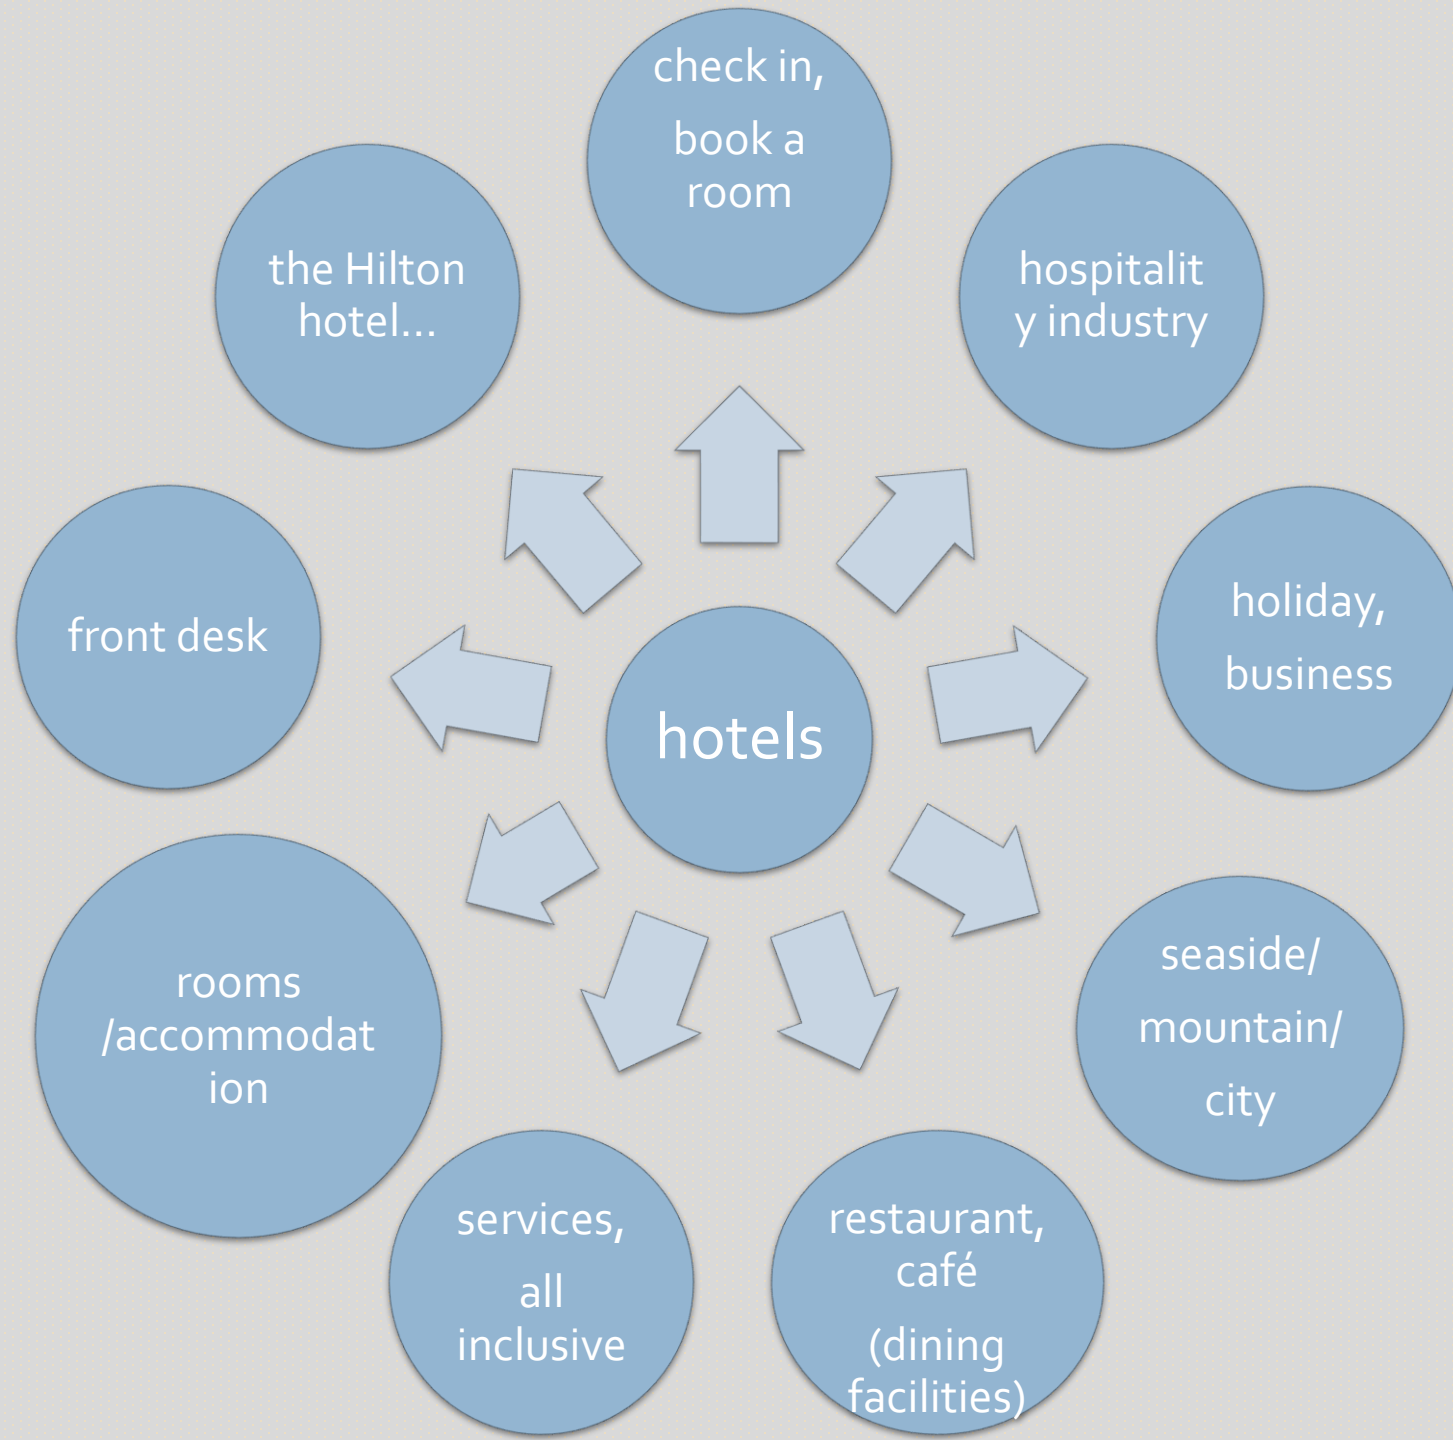 check in,
book a
room
hospitalit
y industry
holiday,
business
seaside/
mountain/
city
restaurant,
café
(dining
facilities)
services,
all
inclusive
rooms
/accommodat
ion
front desk
the Hilton
hotel...
hotels